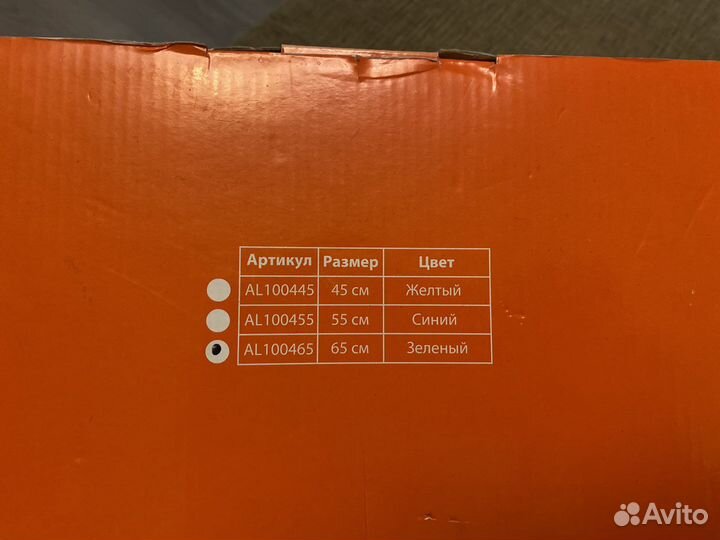 Артикул Размер Цвет
AL100445 45 см Желтый
AL100455 55 см Синий
AL100465 65 см Зеленый
Avito